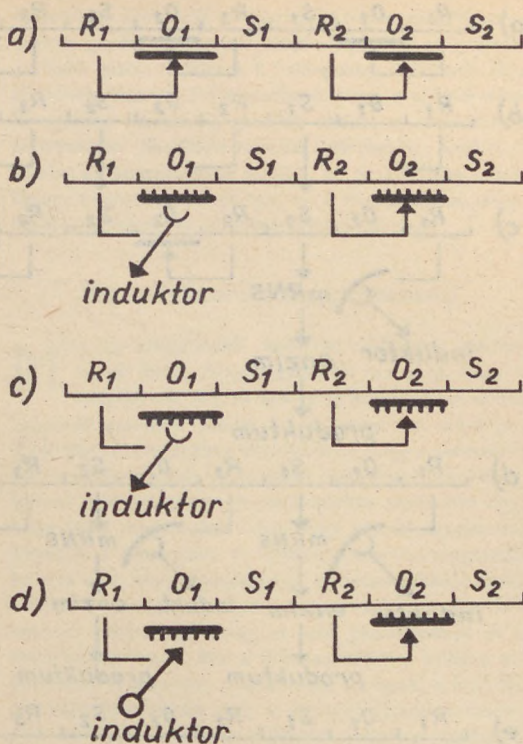 a) R₁ O₁ S₁ R₂ O₂ S₂
b) R₁ O₁ S₁ R₂ O₂ S₂
induktor
c) R₁ O₁ S₁ R₂ O₂ S₂
induktor
d) R₁ O₁ S₁ R₂ O₂ S₂
induktor